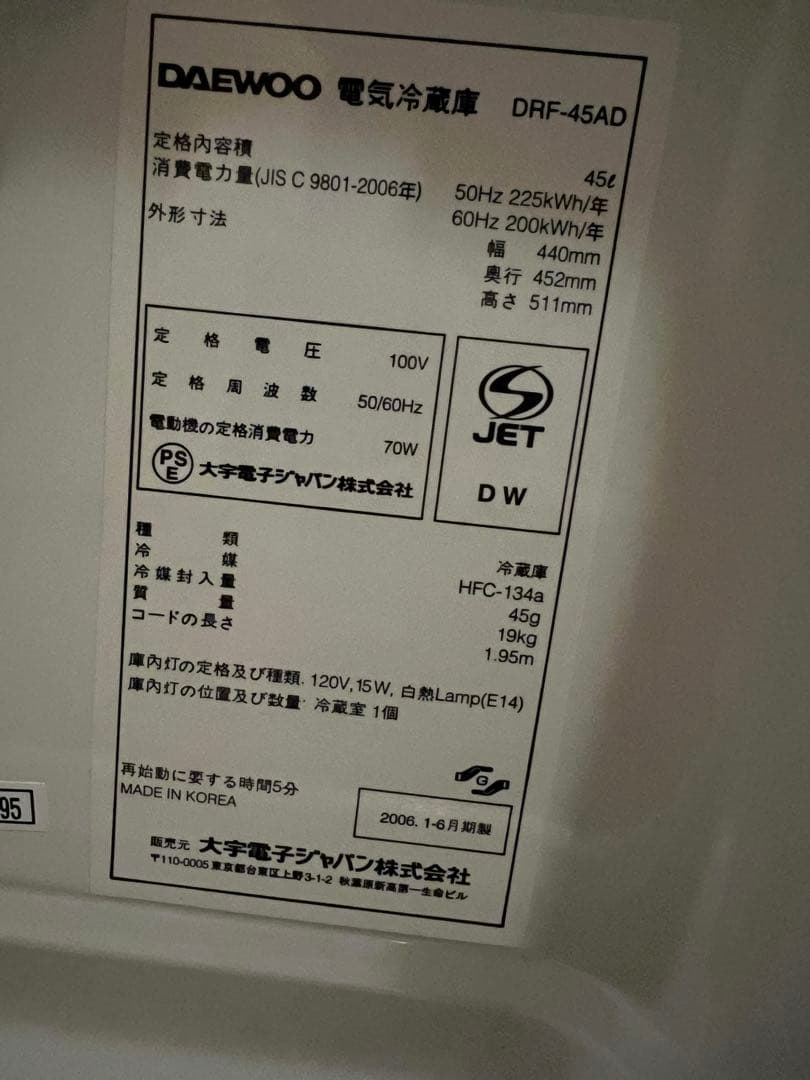 DAEWOO 電気冷蔵庫 DRF-45AD
定格内容積 45ℓ
消費電力量(JIS C 9801-2006年) 50Hz 225kWh/年
60Hz 200kWh/年
外形寸法 幅 440mm
奥行 452mm
高さ 511mm
定格電圧 100V
定格周波数 50/60Hz
電動機の定格消費電力 70W
PSE 大宇電子ジャパン株式会社
S
JET
DW
種類 冷蔵庫
冷媒 HFC-134a
冷媒封入量 45g
質量 19kg
コードの長さ 1.95m
庫内灯の定格及び種類. 120V,15W, 白熱Lamp(E14)
庫内灯の位置及び数量: 冷蔵室 1個
再始動に要する時間5分
MADE IN KOREA
G
2006. 1-6月期製
販売元 大宇電子ジャパン株式会社
〒110-0005 東京都台東区上野3-1-2 秋葉原新高第一生命ビル
95